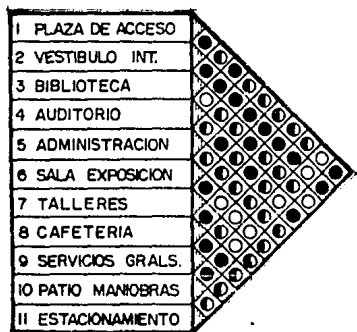 1 PLAZA DE ACCESO
2 VESTIBULO INT.
3 BIBLIOTECA
4 AUDITORIO
5 ADMINISTRACION
6 SALA EXPOSICION
7 TALLERES
8 CAFETERIA
9 SERVICIOS GRALS.
10 PATIO MANIOBRAS
11 ESTACIONAMIENTO